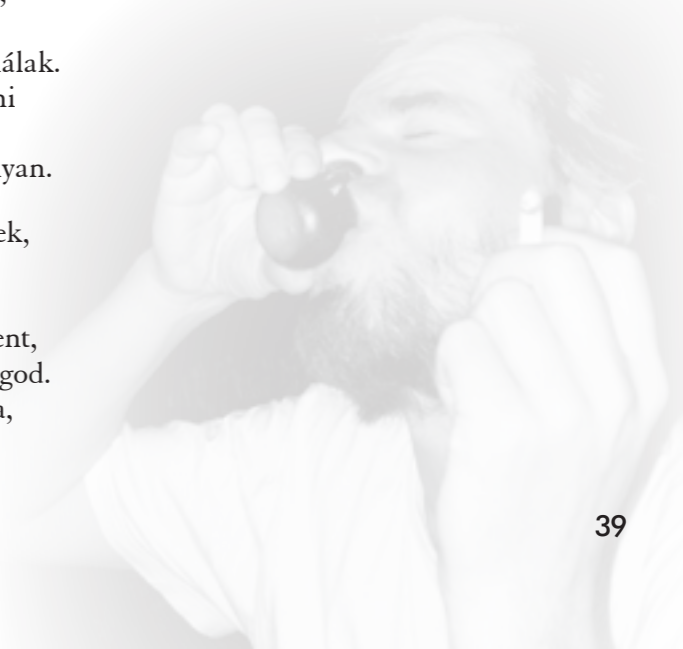 álak.
ni
yan.
ek,
ent,
god.
a,
39